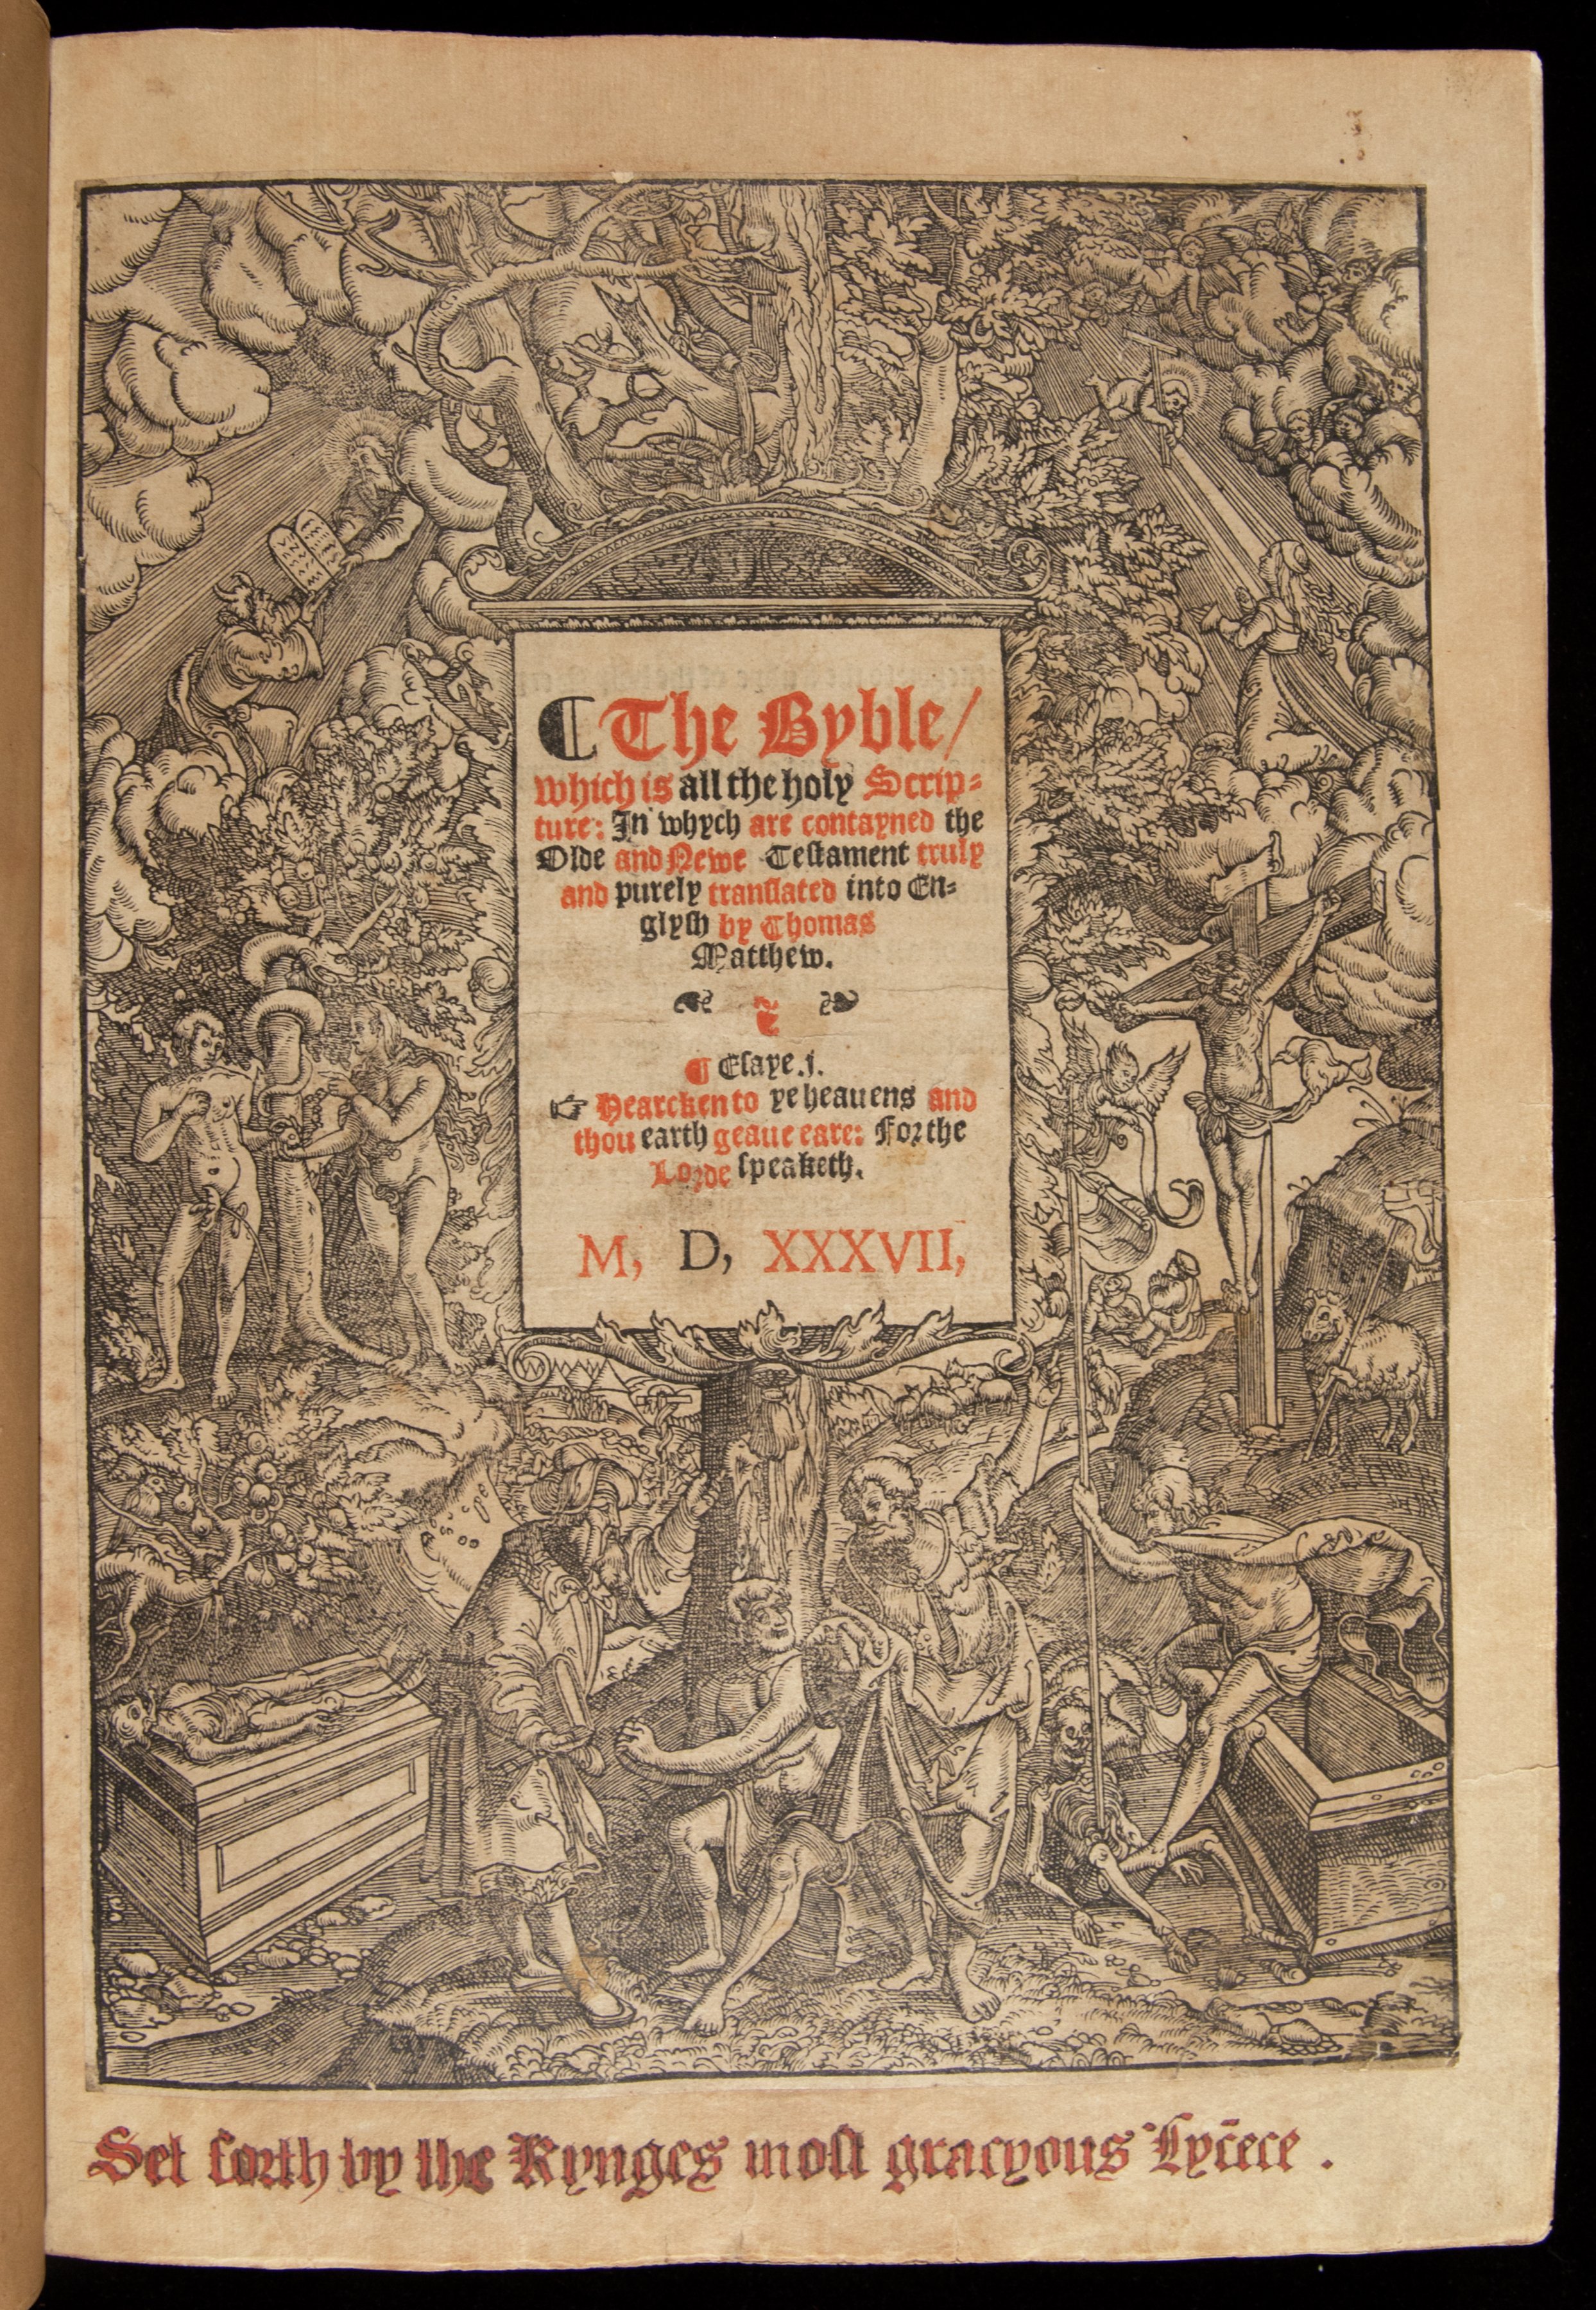 ¶ The Byble/
which is all the holy Scrip-
ture: In whych are contayned the
Olde and Newe Testament truly
and purely translated into En-
glysh by Thomas
Matthew.
¶ Esaye.j.
☞ Hearcken to ye heauens and
thou earth geaue eare: For the
Lorde speaketh.
M, D, XXXVII,
Set forth by the Kynges most gracyous Lycēce.